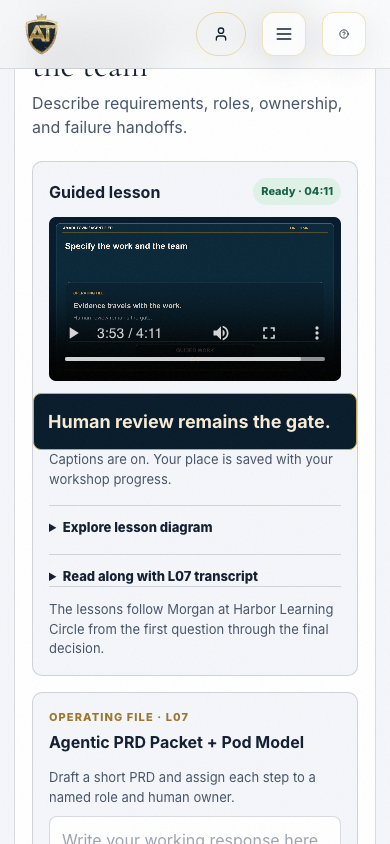 AT
the team
Describe requirements, roles, ownership,
and failure handoffs.
Guided lesson
Ready · 04:11
Specify the work and the team
Evidence travels with the work.
3:53 / 4:11
Human review remains the gate.
Captions are on. Your place is saved with your
workshop progress.
Explore lesson diagram
Read along with L07 transcript
The lessons follow Morgan at Harbor Learning
Circle from the first question through the final
decision.
OPERATING FILE · L07
Agentic PRD Packet + Pod Model
Draft a short PRD and assign each step to a
named role and human owner.
Write your working response here